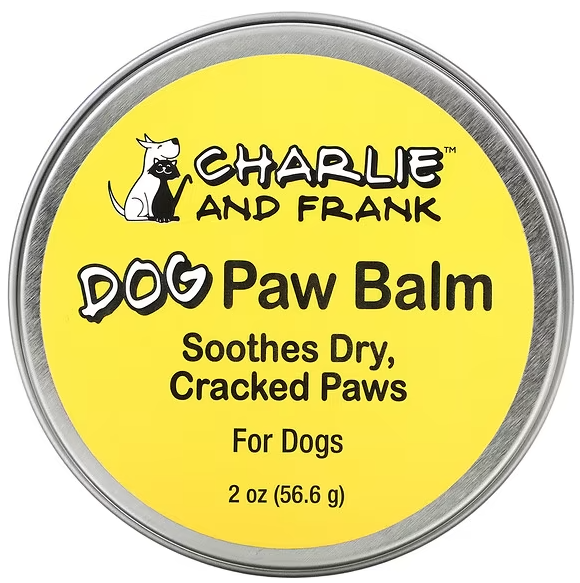 CHARLIE™
AND FRANK
DOG Paw Balm
Soothes Dry,
Cracked Paws
For Dogs
2 oz (56.6 g)